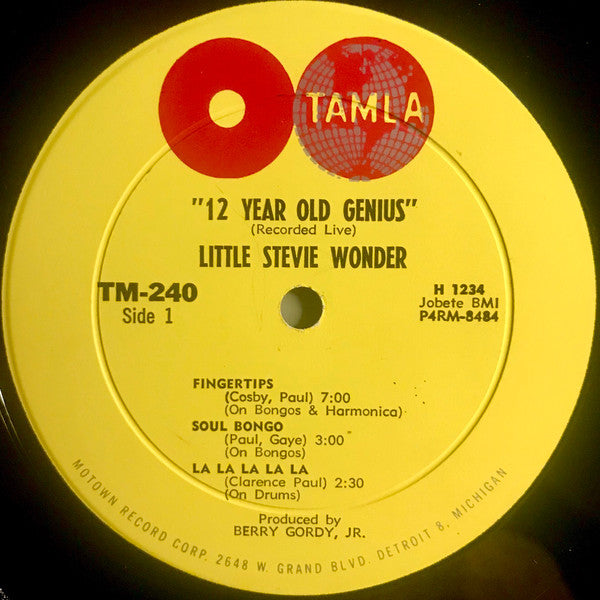 TAMLA
"12 YEAR OLD GENIUS"
(Recorded Live)
LITTLE STEVIE WONDER
TM-240
Side 1
H 1234
Jobete BMI
P4RM-8484
FINGERTIPS
(Cosby, Paul) 7:00
(On Bongos & Harmonica)
SOUL BONGO
(Paul, Gaye) 3:00
(On Bongos)
LA LA LA LA LA
(Clarence Paul) 2:30
(On Drums)
Produced by
BERRY GORDY, JR.
MOTOWN RECORD CORP. 2648 W. GRAND BLVD. DETROIT 8, MICHIGAN